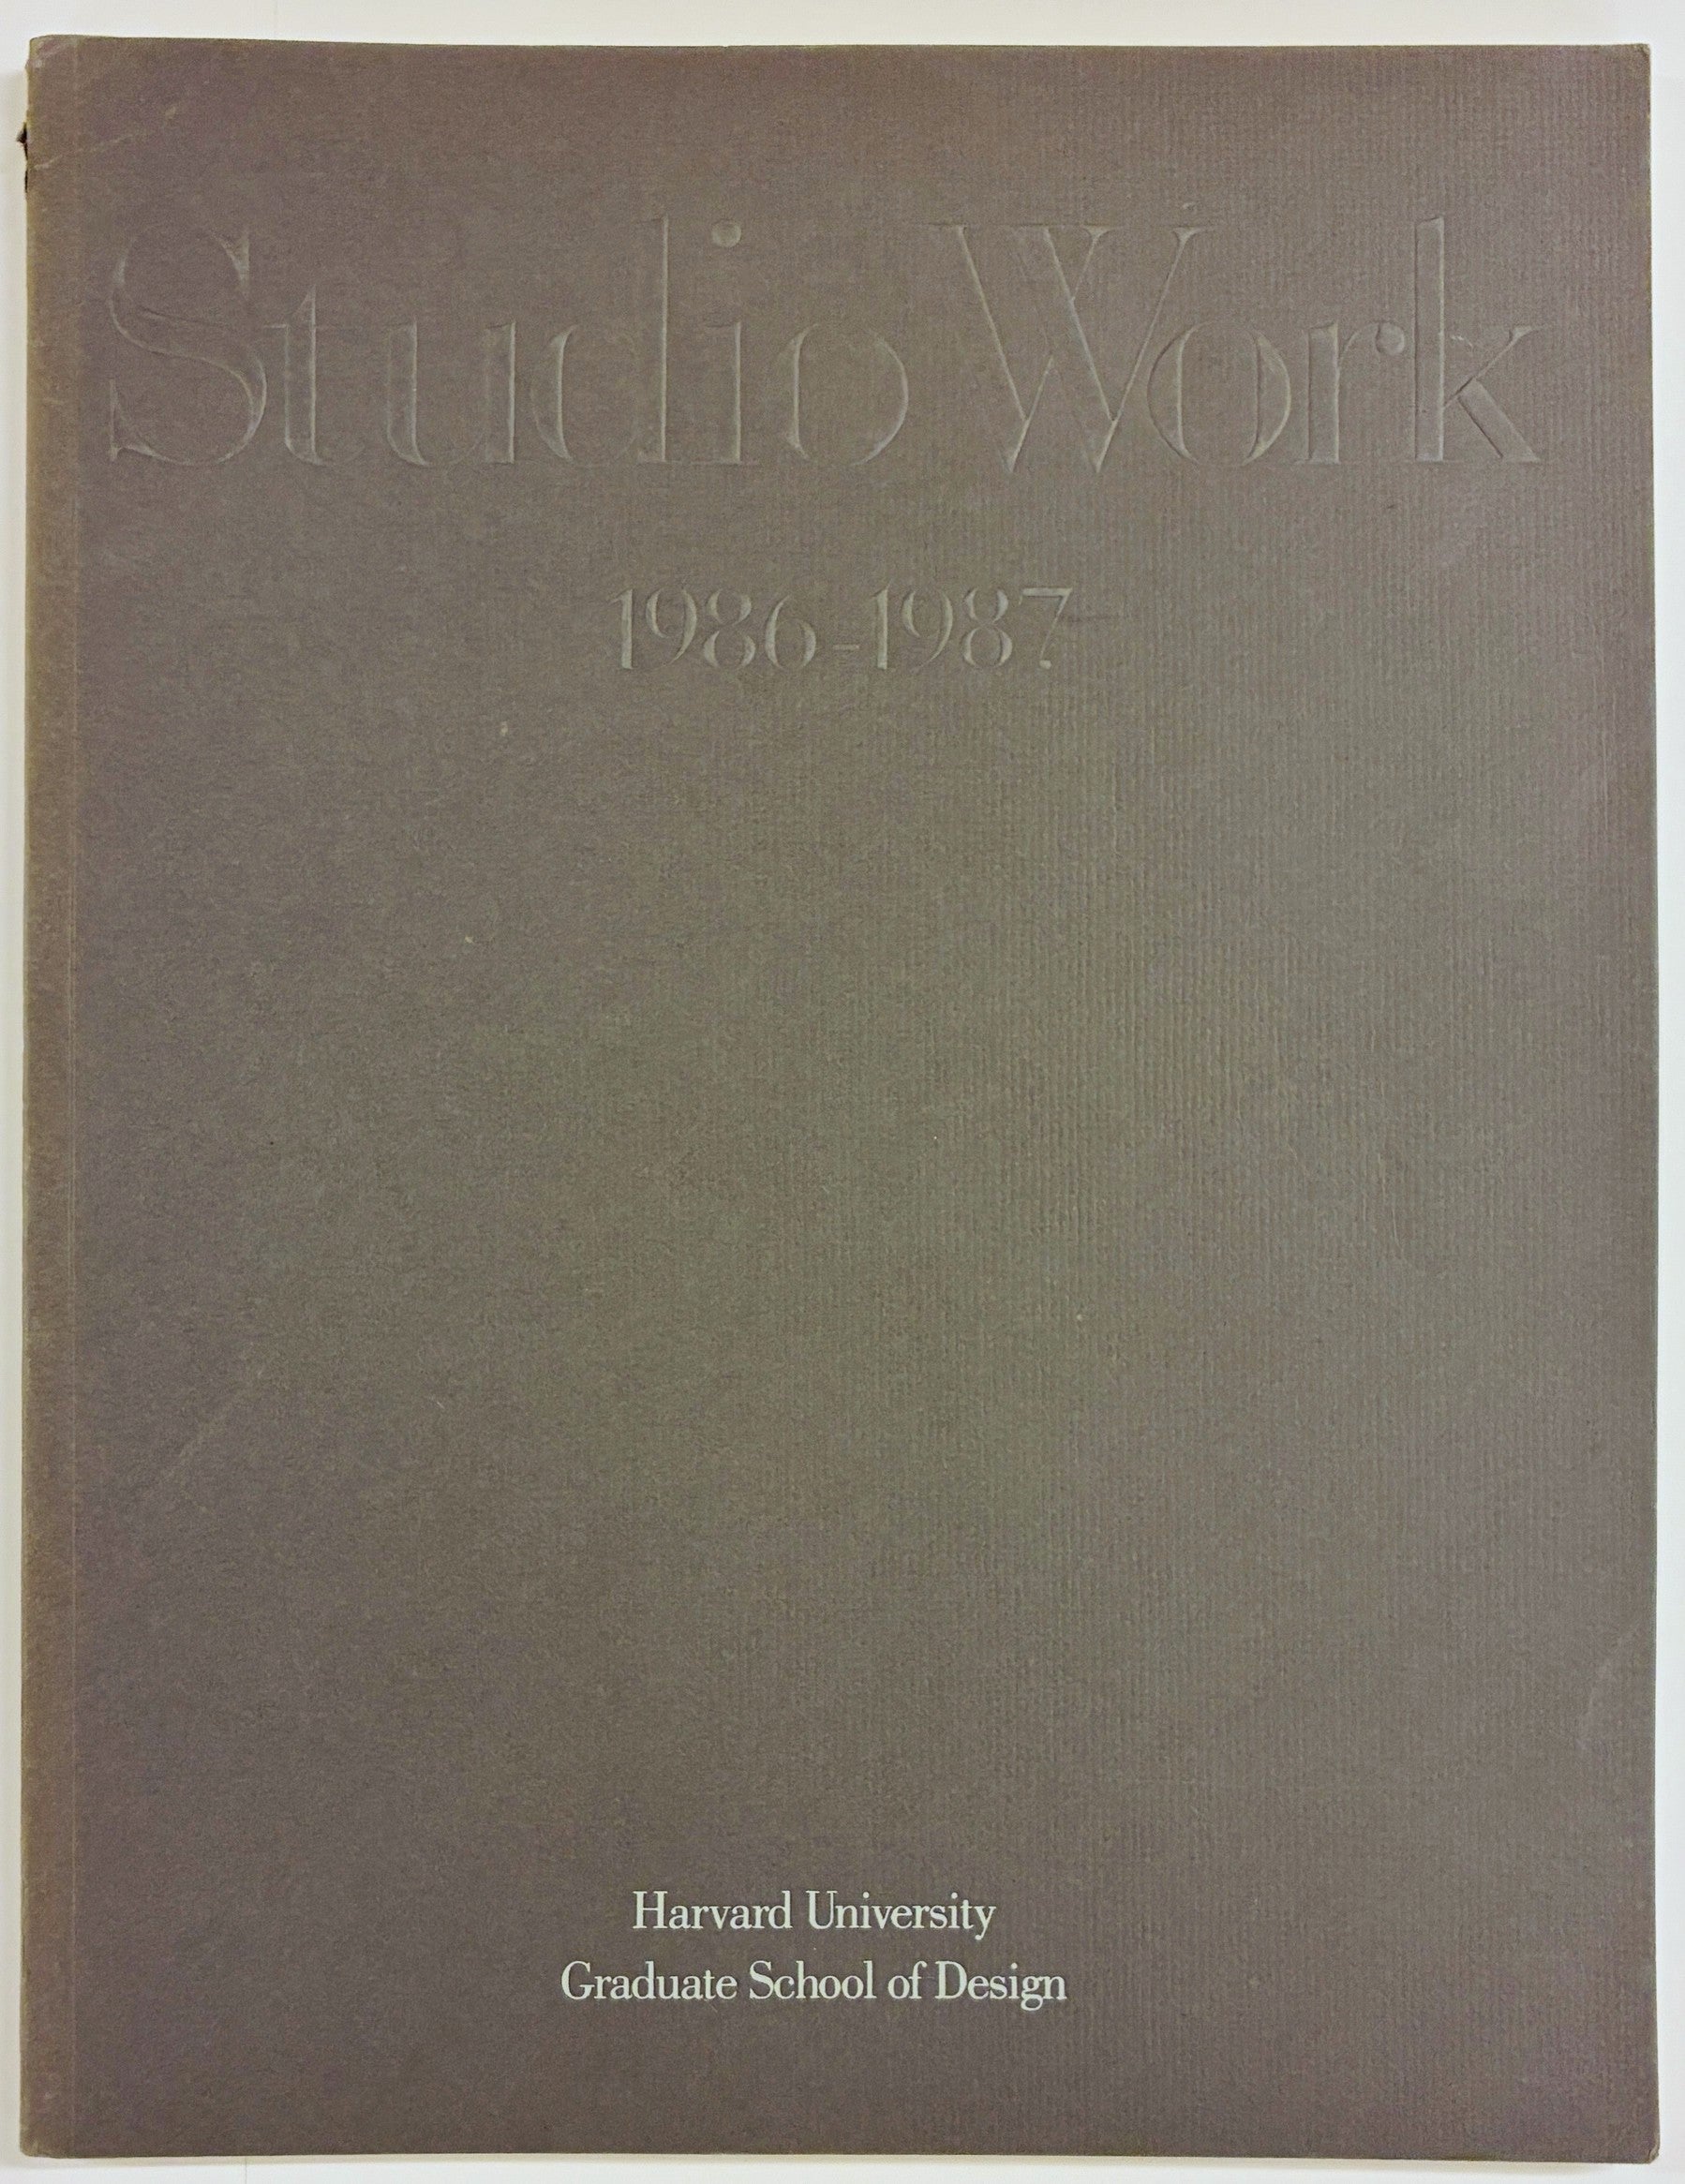 Studio Work
1986-1987
Harvard University
Graduate School of Design